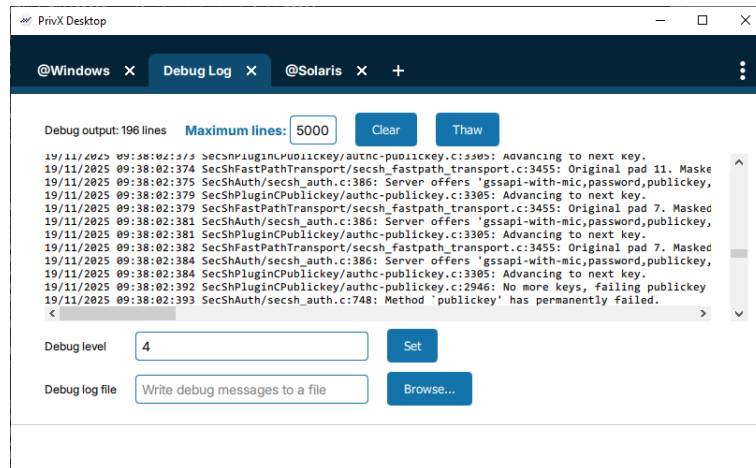 PrivX Desktop
@Windows × Debug Log × @Solaris × +
Debug output: 196 lines Maximum lines: 5000 Clear Thaw
19/11/2025 09:38:02:373 SecShPluginCPublickey/authc-publickey.c:3305: Advancing to next key.
19/11/2025 09:38:02:374 SecShFastPathTransport/secsh_fastpath_transport.c:3455: Original pad 11. Maske
19/11/2025 09:38:02:375 SecShAuth/secsh_auth.c:386: Server offers 'gssapi-with-mic,password,publickey,
19/11/2025 09:38:02:379 SecShPluginCPublickey/authc-publickey.c:3305: Advancing to next key.
19/11/2025 09:38:02:379 SecShFastPathTransport/secsh_fastpath_transport.c:3455: Original pad 7. Masked
19/11/2025 09:38:02:381 SecShAuth/secsh_auth.c:386: Server offers 'gssapi-with-mic,password,publickey,
19/11/2025 09:38:02:381 SecShPluginCPublickey/authc-publickey.c:3305: Advancing to next key.
19/11/2025 09:38:02:382 SecShFastPathTransport/secsh_fastpath_transport.c:3455: Original pad 7. Masked
19/11/2025 09:38:02:384 SecShAuth/secsh_auth.c:386: Server offers 'gssapi-with-mic,password,publickey,
19/11/2025 09:38:02:384 SecShPluginCPublickey/authc-publickey.c:3305: Advancing to next key.
19/11/2025 09:38:02:392 SecShPluginCPublickey/authc-publickey.c:2946: No more keys, failing publickey
19/11/2025 09:38:02:393 SecShAuth/secsh_auth.c:748: Method `publickey' has permanently failed.
Debug level 4 Set
Debug log file Write debug messages to a file Browse...